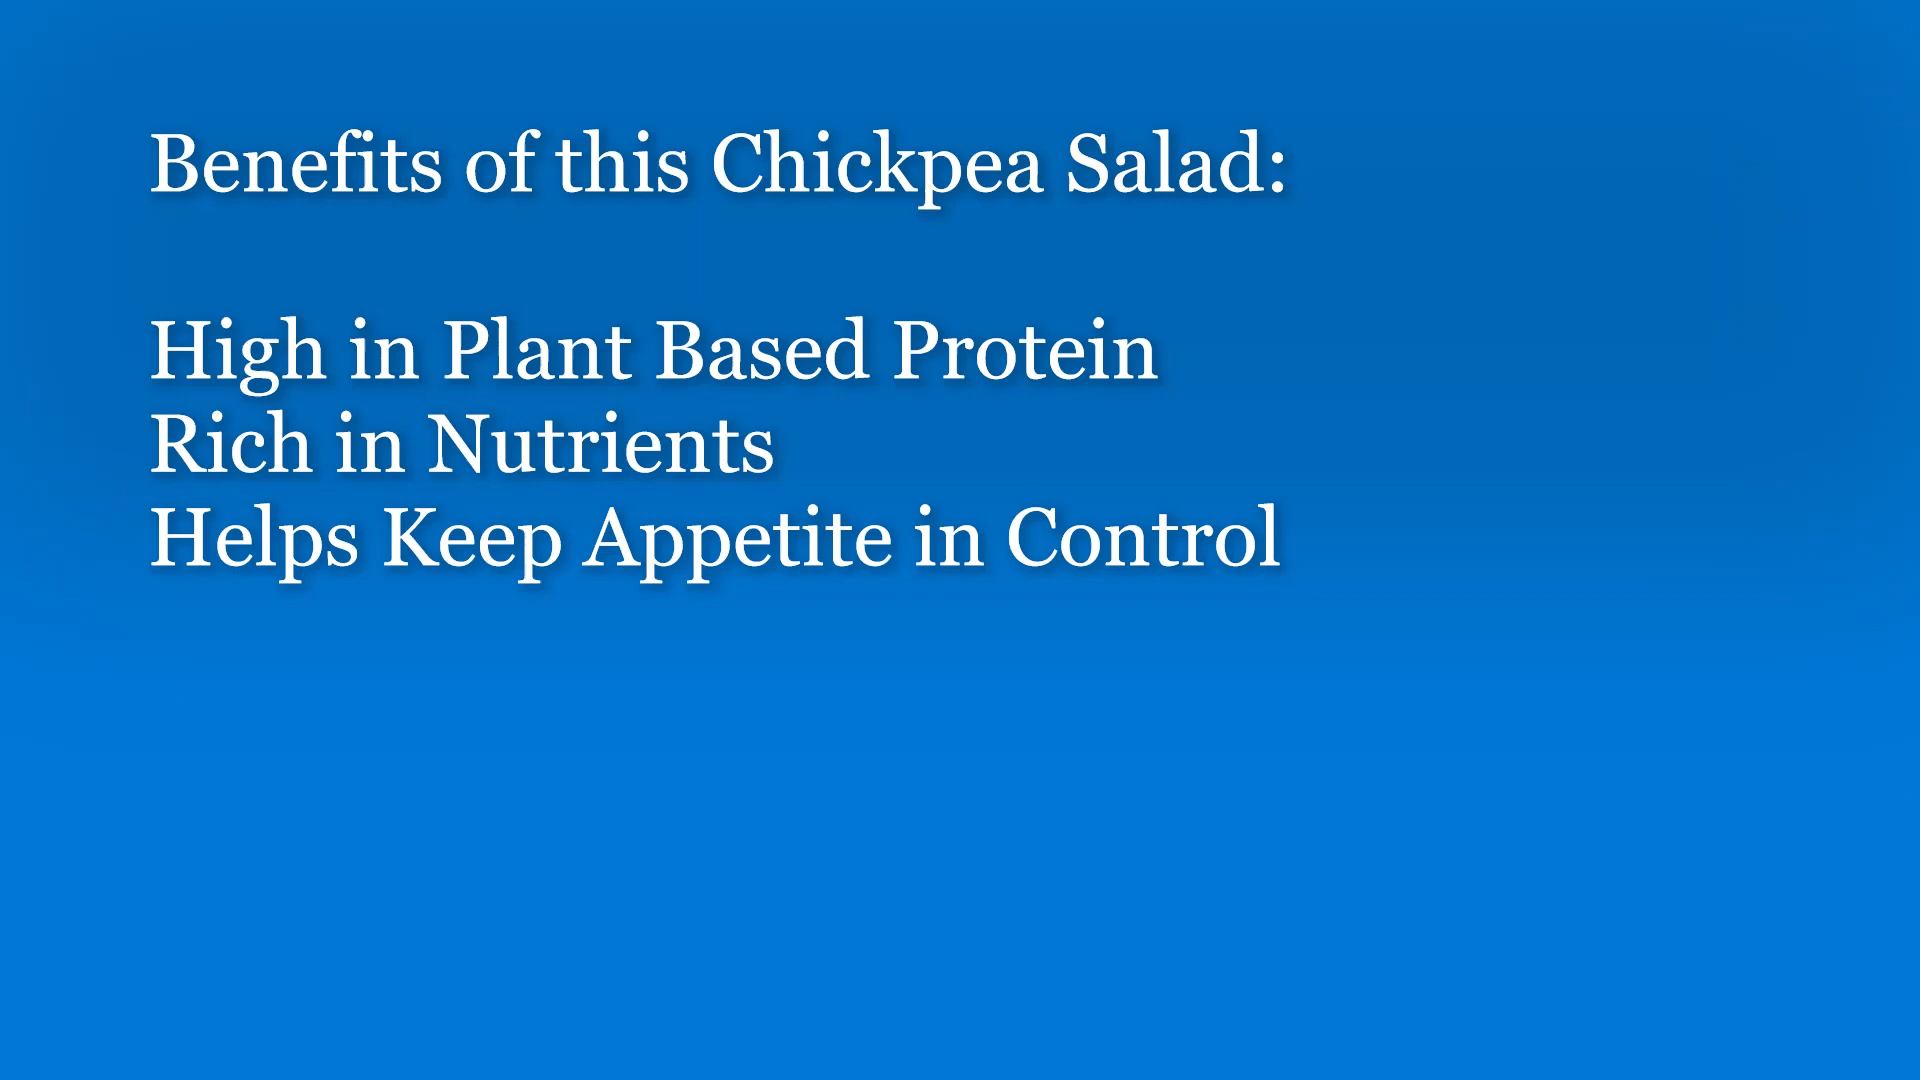 Benefits of this Chickpea Salad:
High in Plant Based Protein
Rich in Nutrients
Helps Keep Appetite in Control